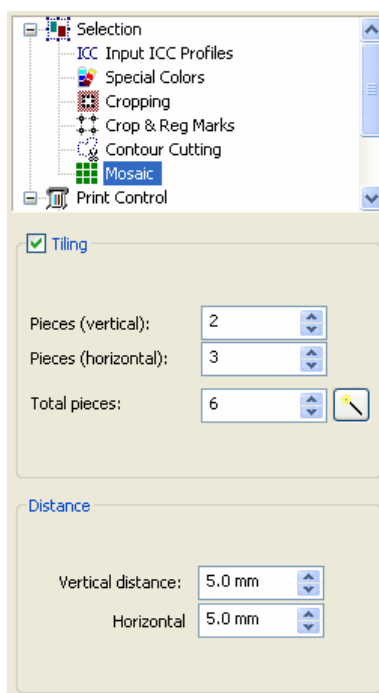 Selection
ICC Input ICC Profiles
Special Colors
Cropping
Crop & Reg Marks
Contour Cutting
Mosaic
Print Control
Tiling
Pieces (vertical): 2
Pieces (horizontal): 3
Total pieces: 6
Distance
Vertical distance: 5.0 mm
Horizontal 5.0 mm